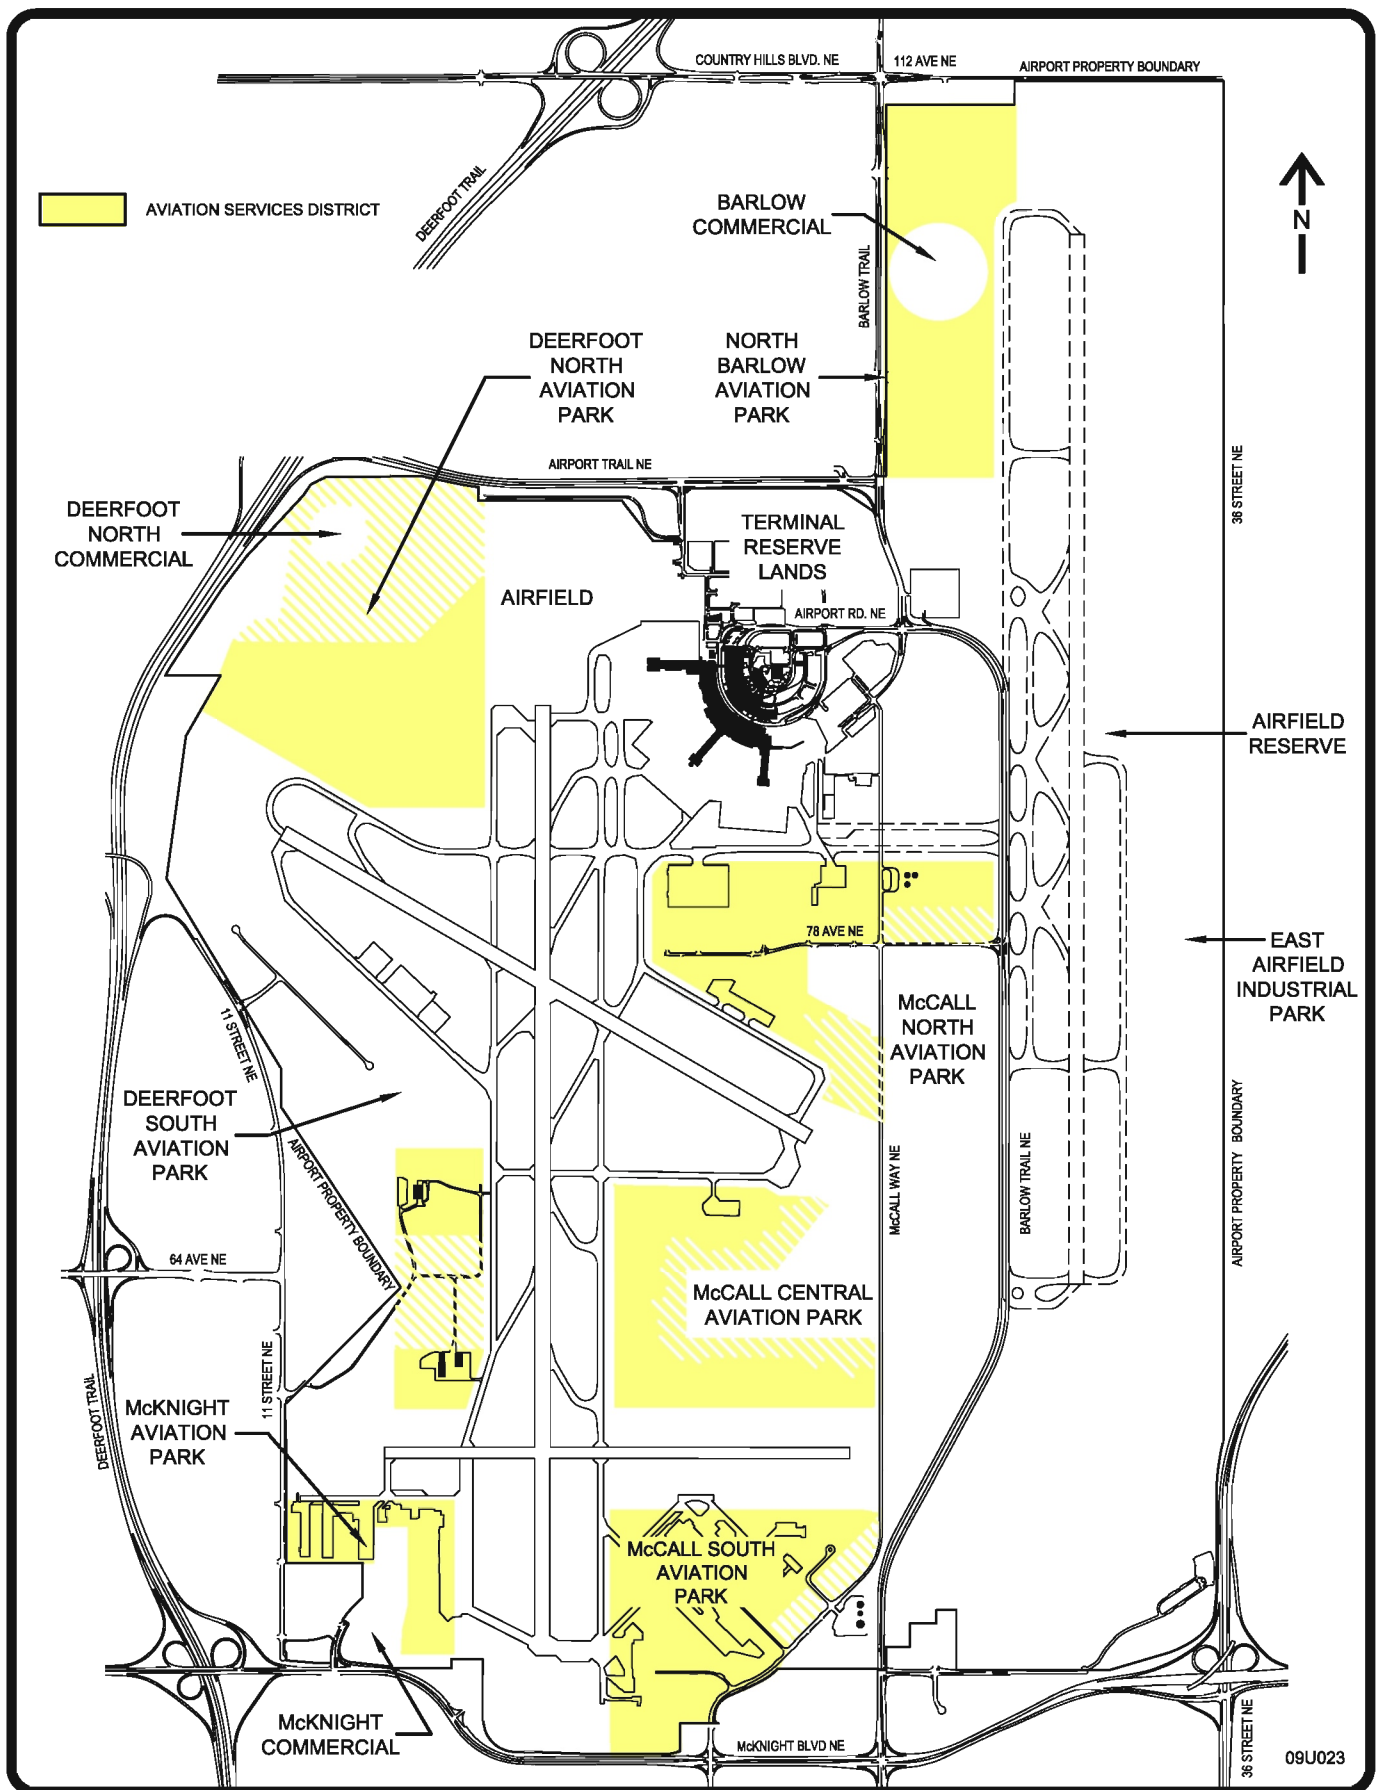 COUNTRY HILLS BLVD. NE
112 AVE NE
AIRPORT PROPERTY BOUNDARY
DEERFOOT TRAIL
AVIATION SERVICES DISTRICT
BARLOW
COMMERCIAL
N
BARLOW TRAIL
DEERFOOT
NORTH
AVIATION
PARK
NORTH
BARLOW
AVIATION
PARK
AIRPORT TRAIL NE
36 STREET NE
DEERFOOT
NORTH
COMMERCIAL
TERMINAL
RESERVE
LANDS
AIRFIELD
AIRPORT RD. NE
AIRFIELD
RESERVE
78 AVE NE
EAST
AIRFIELD
INDUSTRIAL
PARK
McCALL
NORTH
AVIATION
PARK
11 STREET NE
DEERFOOT
SOUTH
AVIATION
PARK
AIRPORT PROPERTY BOUNDARY
McCALL WAY NE
BARLOW TRAIL NE
AIRPORT PROPERTY BOUNDARY
64 AVE NE
McCALL CENTRAL
AVIATION PARK
11 STREET NE
DEERFOOT TRAIL
McKNIGHT
AVIATION
PARK
McCALL SOUTH
AVIATION
PARK
McKNIGHT
COMMERCIAL
McKNIGHT BLVD NE
36 STREET NE
09U023